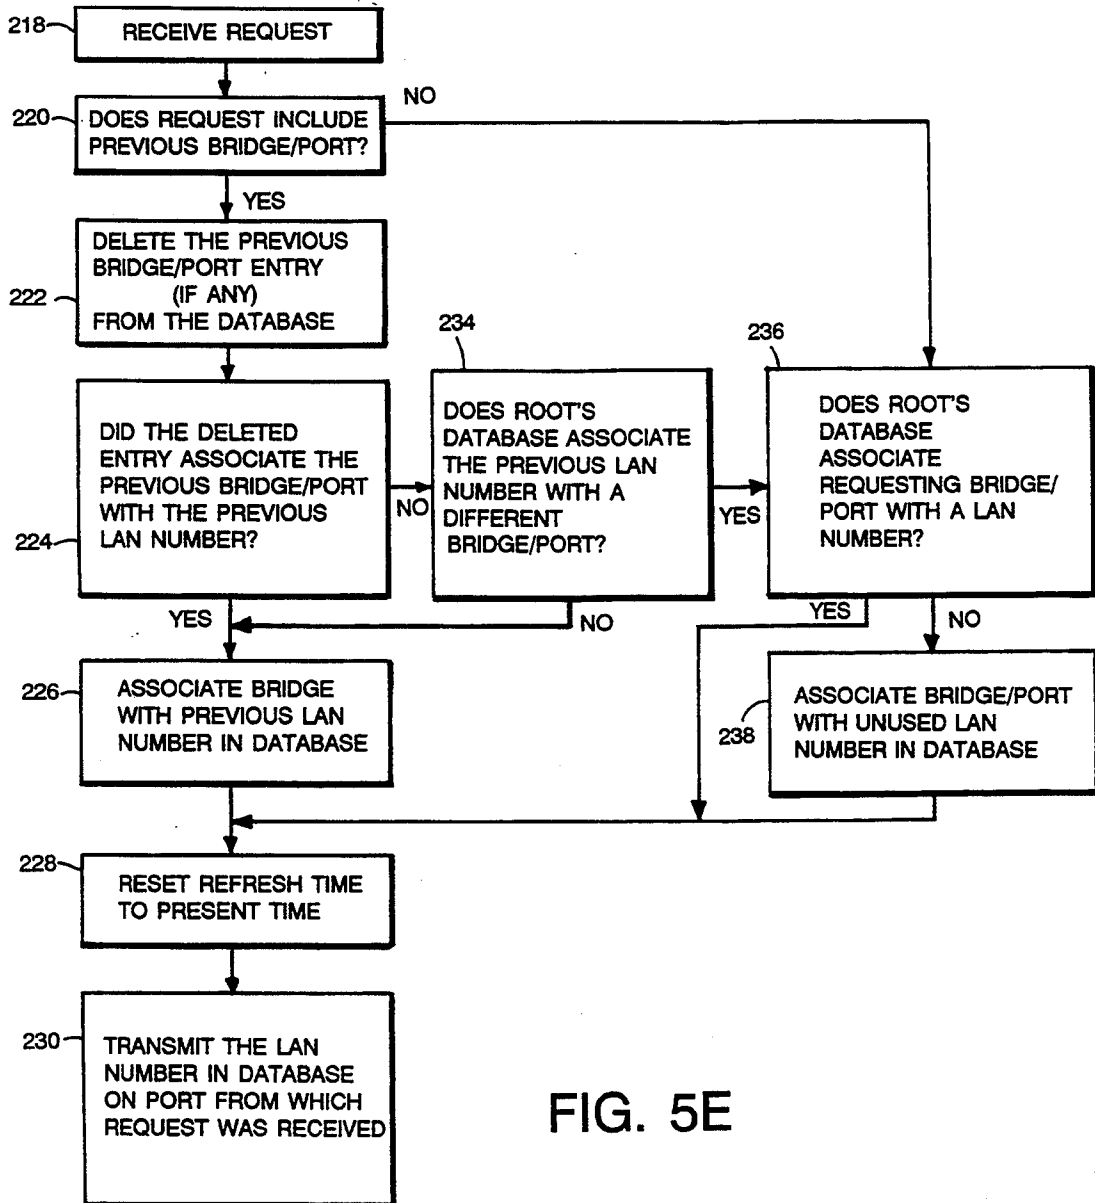 218
RECEIVE REQUEST
220
DOES REQUEST INCLUDE
PREVIOUS BRIDGE/PORT?
NO
YES
222
DELETE THE PREVIOUS
BRIDGE/PORT ENTRY
(IF ANY)
FROM THE DATABASE
224
DID THE DELETED
ENTRY ASSOCIATE THE
PREVIOUS BRIDGE/PORT
WITH THE PREVIOUS
LAN NUMBER?
NO
234
DOES ROOT'S
DATABASE ASSOCIATE
THE PREVIOUS LAN
NUMBER WITH A
DIFFERENT
BRIDGE/PORT?
YES
236
DOES ROOT'S
DATABASE
ASSOCIATE
REQUESTING BRIDGE/
PORT WITH A LAN
NUMBER?
YES
NO
YES
NO
226
ASSOCIATE BRIDGE
WITH PREVIOUS LAN
NUMBER IN DATABASE
238
ASSOCIATE BRIDGE/PORT
WITH UNUSED LAN
NUMBER IN DATABASE
228
RESET REFRESH TIME
TO PRESENT TIME
230
TRANSMIT THE LAN
NUMBER IN DATABASE
ON PORT FROM WHICH
REQUEST WAS RECEIVED
FIG. 5E